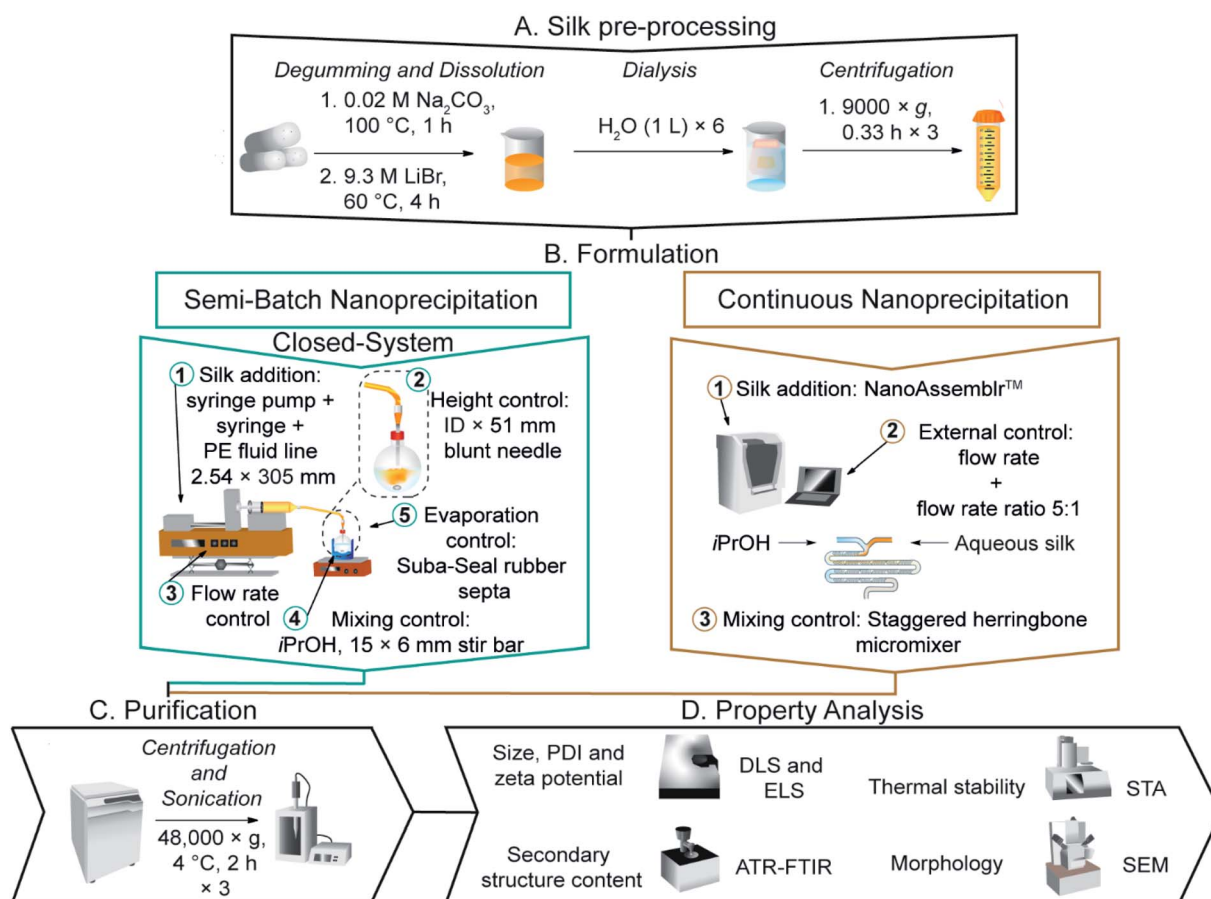 A. Silk pre-processing
Degumming and Dissolution
1. 0.02 M Na₂CO₃,
100 °C, 1 h
2. 9.3 M LiBr,
60 °C, 4 h
Dialysis
H₂O (1 L) × 6
Centrifugation
1. 9000 × g,
0.33 h × 3
B. Formulation
Semi-Batch Nanoprecipitation
Closed-System
1 Silk addition:
syringe pump +
syringe +
PE fluid line
2.54 × 305 mm
2
Height control:
ID × 51 mm
blunt needle
5 Evaporation
control:
Suba-Seal rubber
septa
3 Flow rate
control
4 Mixing control:
iPrOH, 15 × 6 mm stir bar
Continuous Nanoprecipitation
1 Silk addition: NanoAssemblr™
2 External control:
flow rate
+
flow rate ratio 5:1
iPrOH
Aqueous silk
3 Mixing control: Staggered herringbone
micromixer
C. Purification
Centrifugation
and
Sonication
48,000 × g,
4 °C, 2 h
× 3
D. Property Analysis
Size, PDI and
zeta potential
DLS and
ELS
Thermal stability
STA
Secondary
structure content
ATR-FTIR
Morphology
SEM